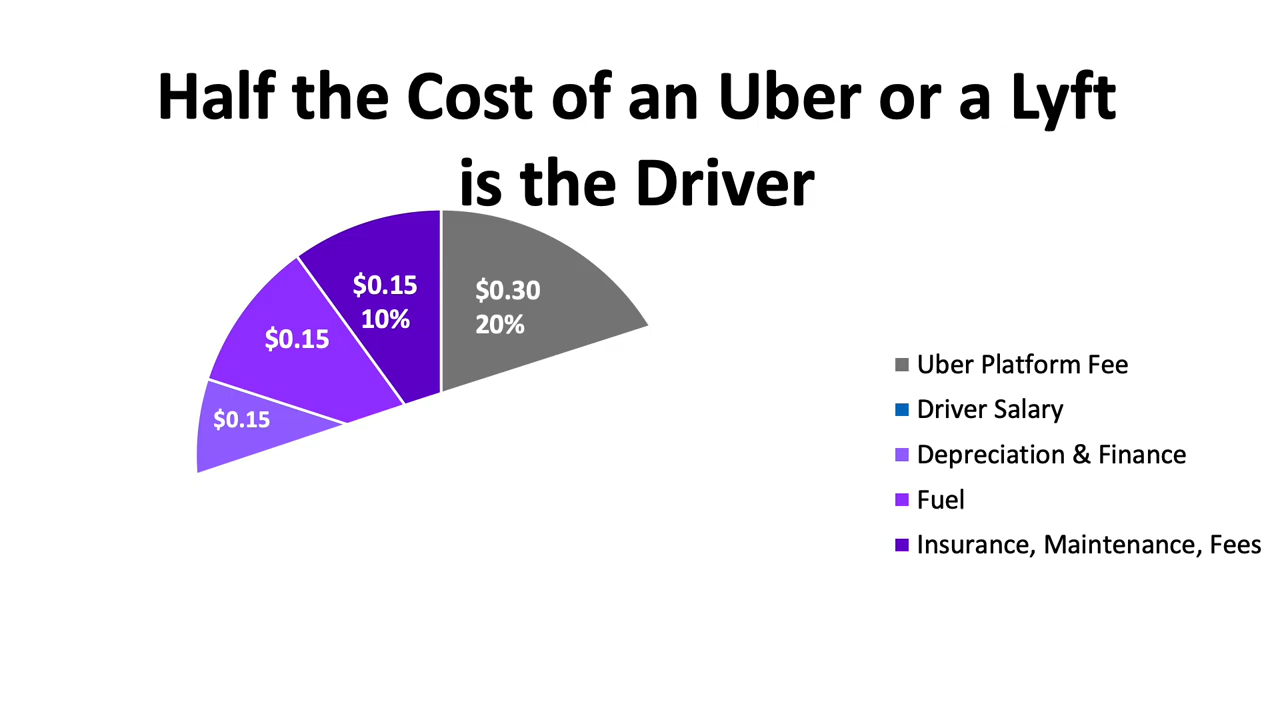 Half the Cost of an Uber or a Lyft
is the Driver
$0.15
10%
$0.30
20%
$0.15
$0.15
Uber Platform Fee
Driver Salary
Depreciation & Finance
Fuel
Insurance, Maintenance, Fees